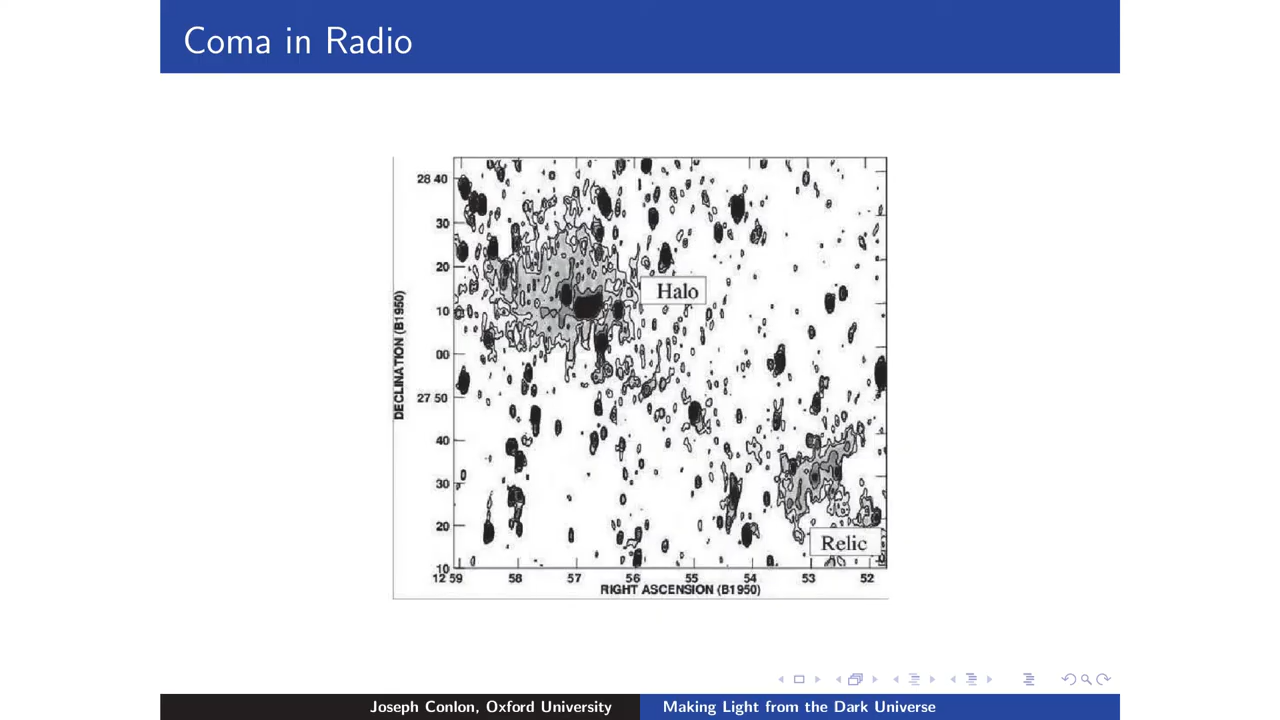 Coma in Radio
28 40
30
20
Halo
10
00
27 50
40
30
20
Relic
10
12 59 58 57 56 55 54 53 52
DECLINATION (B1950)
RIGHT ASCENSION (B1950)
Joseph Conlon, Oxford University
Making Light from the Dark Universe